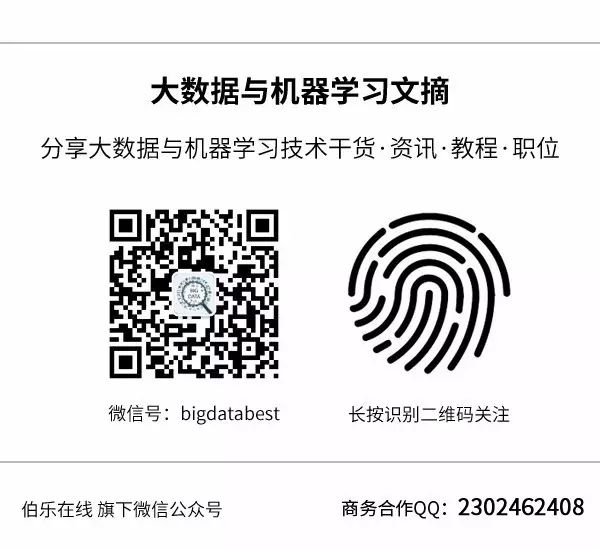 大数据与机器学习文摘
分享大数据与机器学习技术干货·资讯·教程·职位
BIG
DATA
微信号：bigdatabest
长按识别二维码关注
伯乐在线 旗下微信公众号
商务合作QQ：2302462408